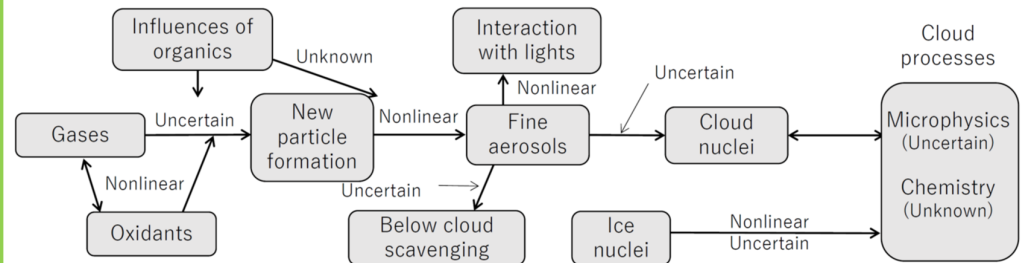 Influences of
organics
Unknown
Interaction
with lights
Nonlinear
Uncertain
Cloud
processes
Gases
Uncertain
New
particle
formation
Nonlinear
Fine
aerosols
Cloud
nuclei
Microphysics
(Uncertain)
Chemistry
(Unknown)
Nonlinear
Oxidants
Uncertain
Below cloud
scavenging
Ice
nuclei
Nonlinear
Uncertain